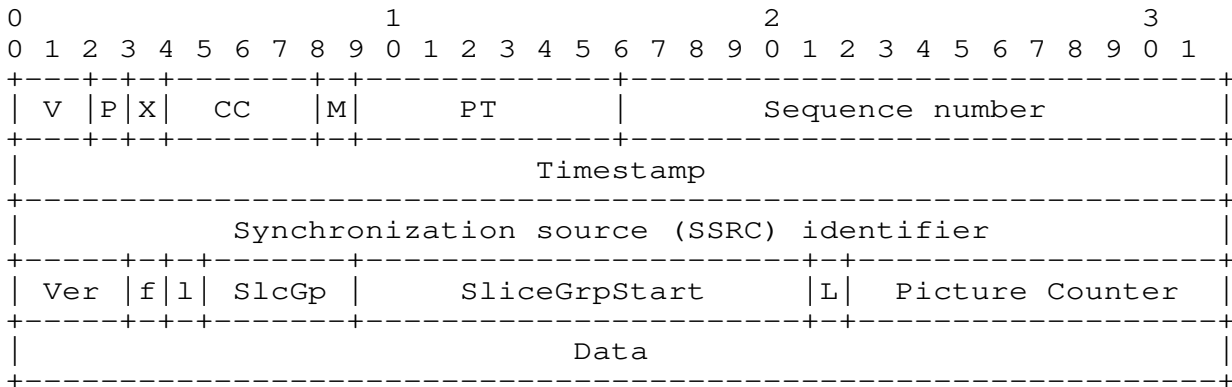 0                   1                   2                   3
0 1 2 3 4 5 6 7 8 9 0 1 2 3 4 5 6 7 8 9 0 1 2 3 4 5 6 7 8 9 0 1
+---+-+-+-------+-+-------------+-------------------------------+
| V |P|X|  CC   |M|     PT      |       Sequence number         |
+---+-+-+-------+-+-------------+-------------------------------+
|                           Timestamp                           |
+---------------------------------------------------------------+
|           Synchronization source (SSRC) identifier            |
+-----+-+-+-------+-----------------------+-+-------------------+
| Ver |f|l| SlcGp |     SliceGrpStart     |L|  Picture Counter  |
+-----+-+-+-------+-----------------------+-+-------------------+
|                             Data                              |
+---------------------------------------------------------------+